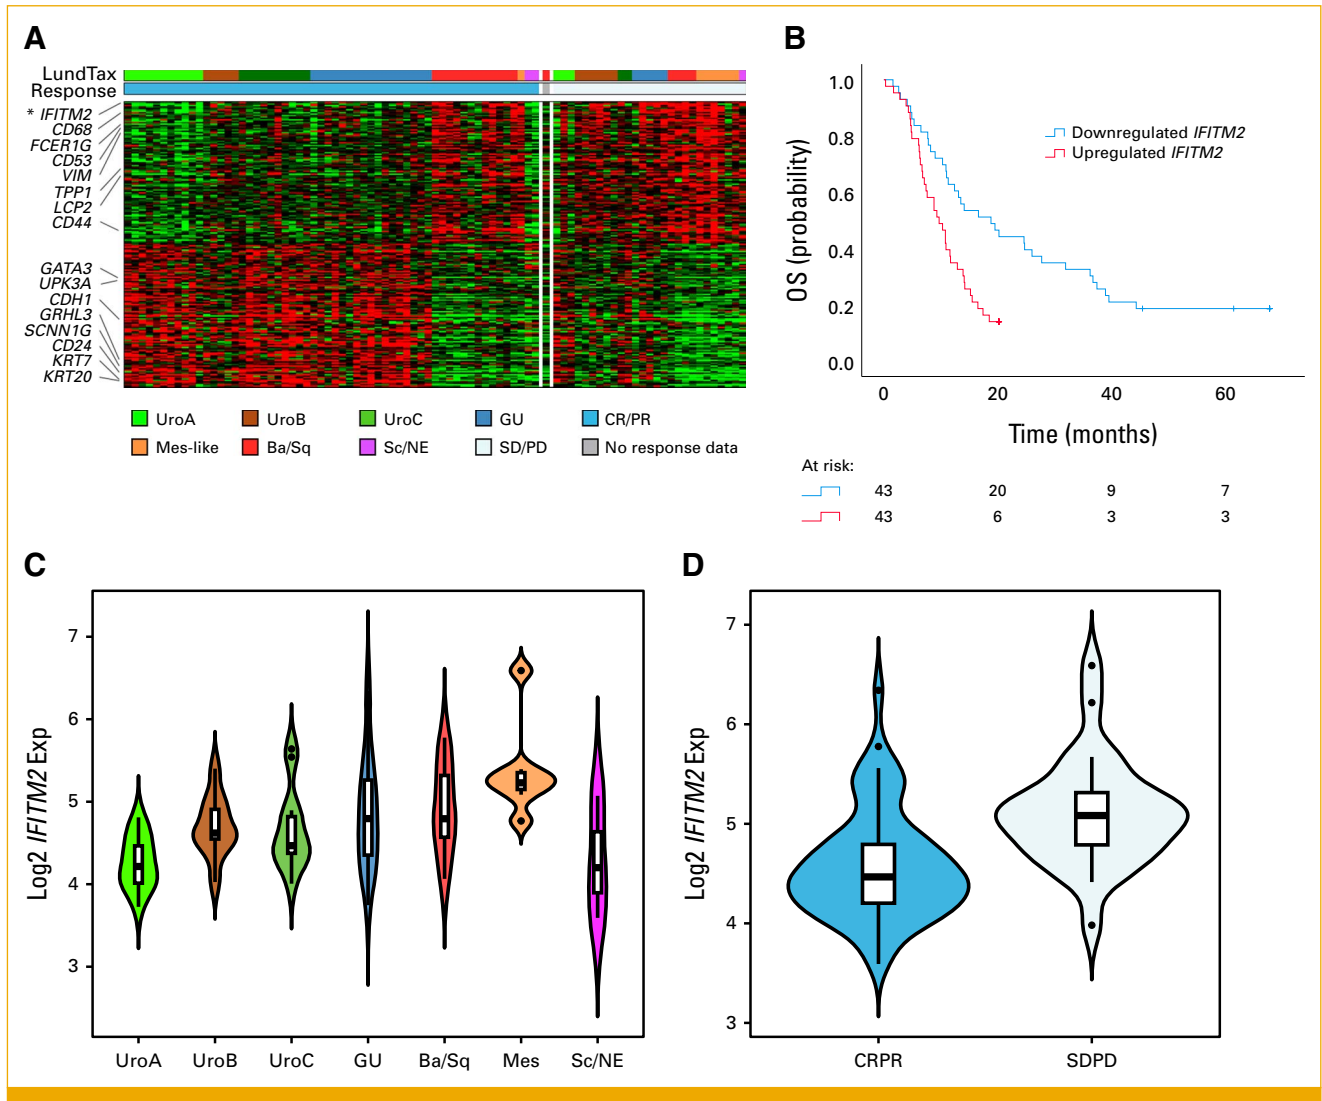 A
LundTax
Response
* IFITM2
CD68
FCER1G
CD53
VIM
TPP1
LCP2
CD44
GATA3
UPK3A
CDH1
GRHL3
SCNN1G
CD24
KRT7
KRT20
UroA UroB UroC GU CR/PR
Mes-like Ba/Sq Sc/NE SD/PD No response data
B
OS (probability)
1.0
0.8
0.6
0.4
0.2
0.0
Downregulated IFITM2
Upregulated IFITM2
0 20 40 60
Time (months)
At risk:
43 20 9 7
43 6 3 3
C
Log2 IFITM2 Exp
7
6
5
4
3
UroA UroB UroC GU Ba/Sq Mes Sc/NE
D
Log2 IFITM2 Exp
7
6
5
4
3
CRPR SDPD